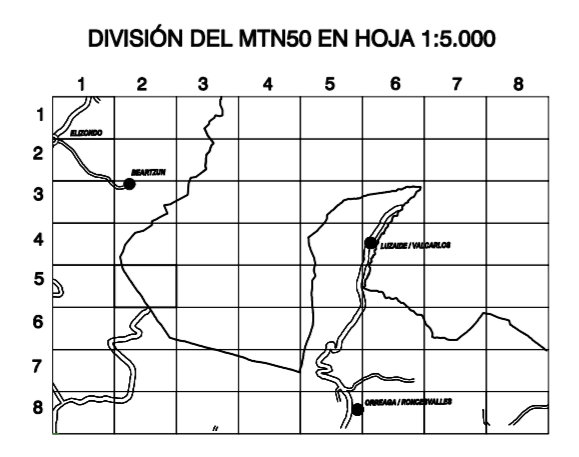 DIVISIÓN DEL MTN50 EN HOJA 1:5.000
1 2 3 4 5 6 7 8
1
ELIZONDO
2
BEARTZUN
3
4
LUZAIDE / VALCARLOS
5
6
7
8
ORREAGA / RONCESVALLES